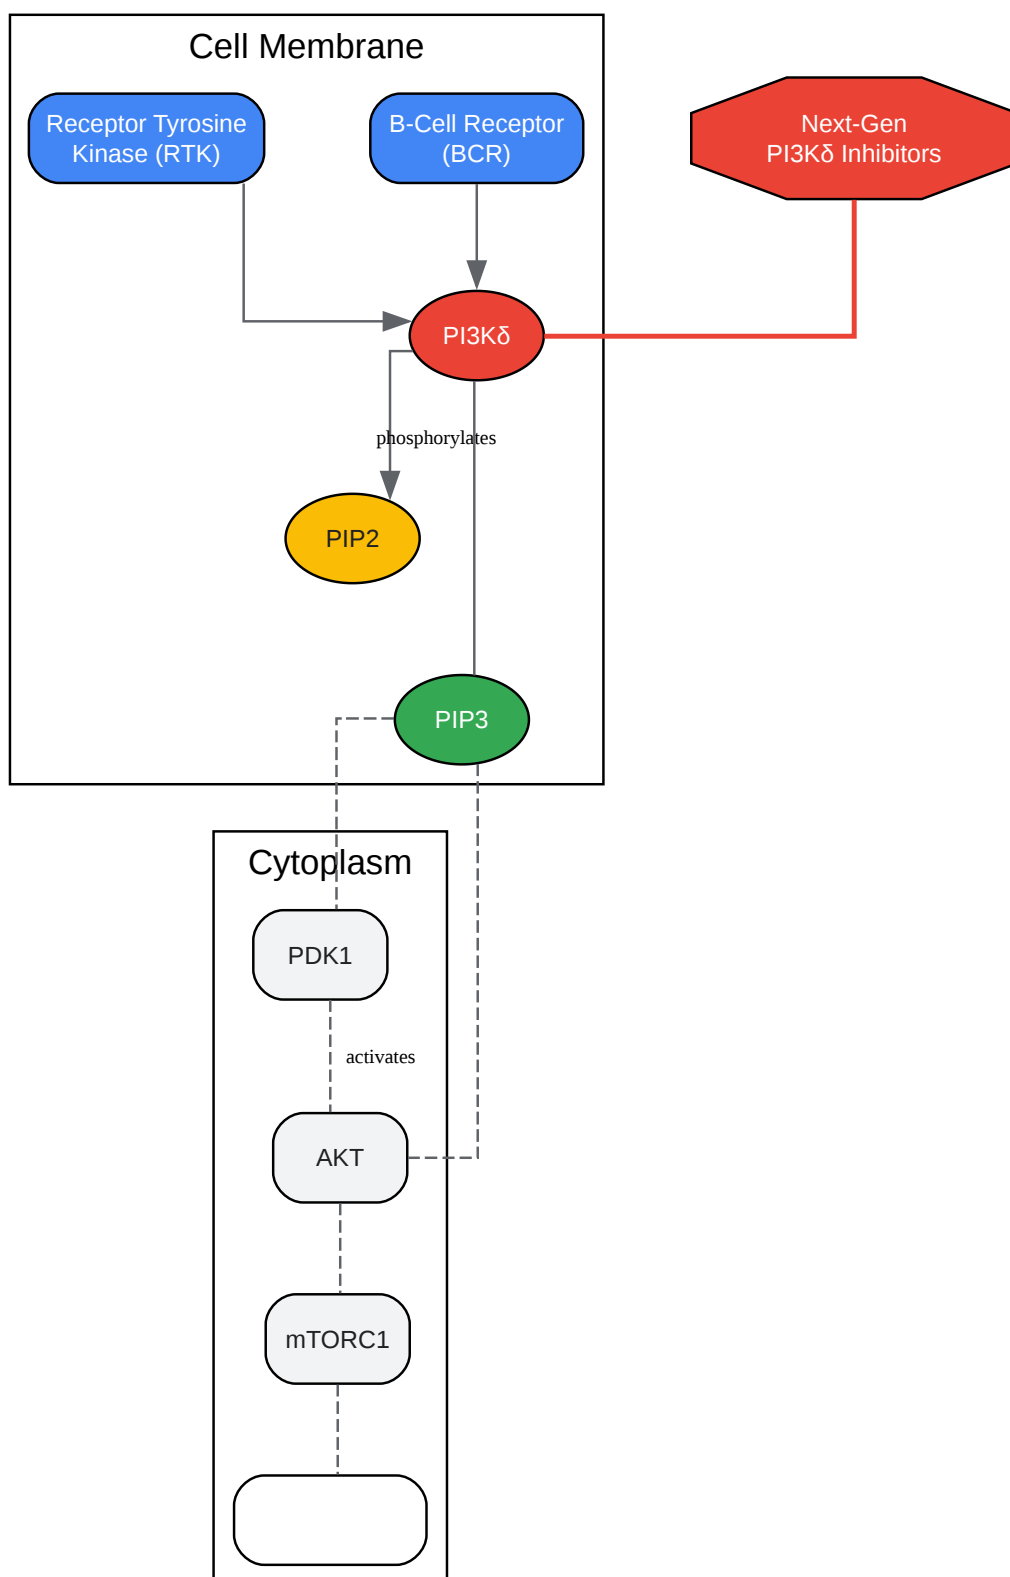 Cell Membrane
Receptor Tyrosine
Kinase (RTK)
B-Cell Receptor
(BCR)
Next-Gen
PI3Kδ Inhibitors
PI3Kδ
phosphorylates
PIP2
PIP3
Cytoplasm
PDK1
activates
AKT
mTORC1